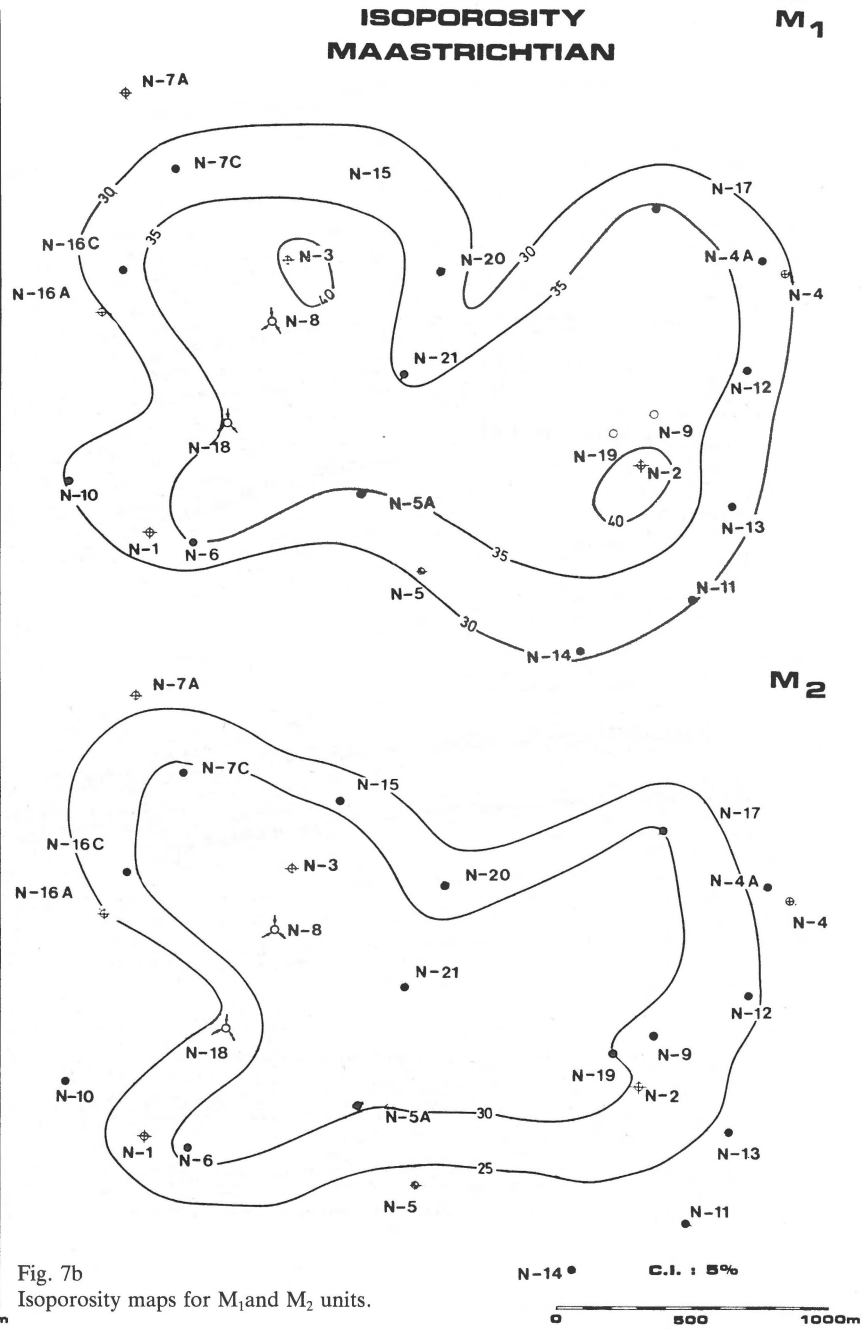 ISOPOROSITY
MAASTRICHTIAN
M1
N-7A
N-7C
N-15
N-17
30
35
N-16C
N-3
N-20
30
N-4A
N-16A
40
35
N-4
N-8
N-21
N-12
N-18
N-9
N-19
N-2
N-10
N-5A
40
N-13
N-1
N-6
35
N-5
N-11
30
N-14
M2
N-7A
N-7C
N-15
N-17
N-16C
N-3
N-20
N-4A
N-16A
N-4
N-8
N-21
N-12
N-18
N-9
N-19
N-10
N-2
N-5A
30
N-1
N-6
N-13
25
N-5
N-11
N-14
C.I. : 5%
Fig. 7b
Isoporosity maps for M1and M2 units.
0 500 1000m
m